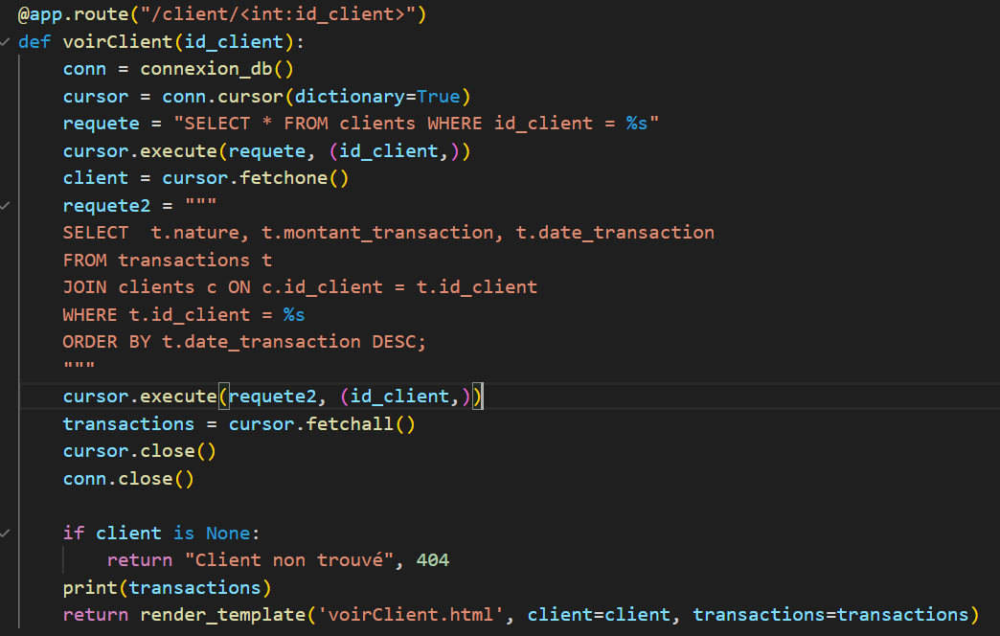 @app.route("/client/<int:id_client>")
def voirClient(id_client):
    conn = connexion_db()
    cursor = conn.cursor(dictionary=True)
    requete = "SELECT * FROM clients WHERE id_client = %s"
    cursor.execute(requete, (id_client,))
    client = cursor.fetchone()
    requete2 = """
    SELECT  t.nature, t.montant_transaction, t.date_transaction
    FROM transactions t
    JOIN clients c ON c.id_client = t.id_client
    WHERE t.id_client = %s
    ORDER BY t.date_transaction DESC;
    """
    cursor.execute(requete2, (id_client,))
    transactions = cursor.fetchall()
    cursor.close()
    conn.close()

    if client is None:
        return "Client non trouvé", 404
    print(transactions)
    return render_template('voirClient.html', client=client, transactions=transactions)